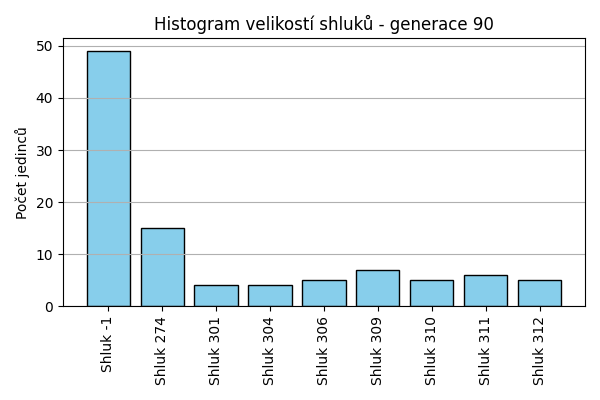 Histogram velikostí shluků - generace 90
Počet jedinců
50
40
30
20
10
0
Shluk -1
Shluk 274
Shluk 301
Shluk 304
Shluk 306
Shluk 309
Shluk 310
Shluk 311
Shluk 312